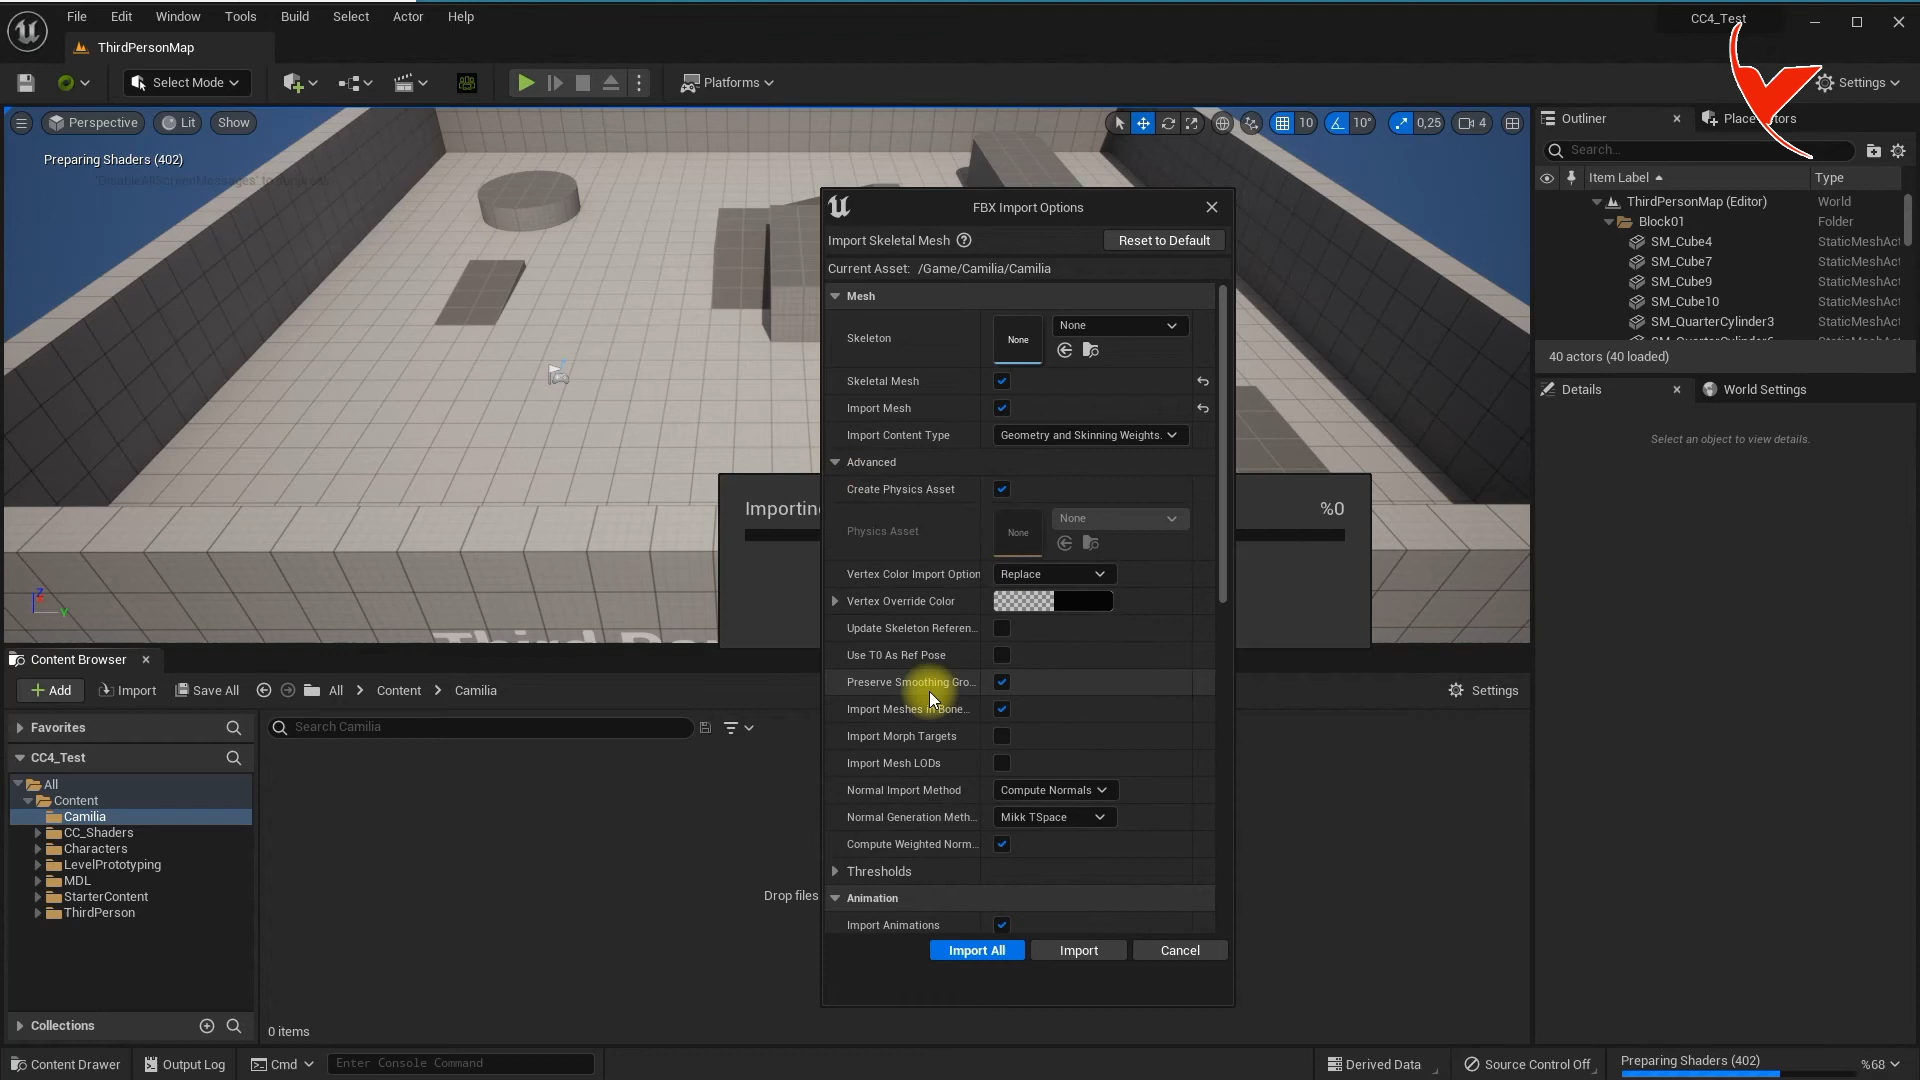 File Edit Window Tools Build Select Actor Help
CC4_Test
ThirdPersonMap
Select Mode
Platforms
Settings
Perspective
Lit
Show
10
10°
0,25
4
Preparing Shaders (402)
'DisableAllScreenMessages' to suppress
Outliner
Search...
Item Label
Type
ThirdPersonMap (Editor) World
Block01 Folder
SM_Cube4 StaticMeshAct
SM_Cube7 StaticMeshAct
SM_Cube9 StaticMeshAct
SM_Cube10 StaticMeshAct
SM_QuarterCylinder3 StaticMeshAct
40 actors (40 loaded)
Details
World Settings
Select an object to view details.
FBX Import Options
Import Skeletal Mesh ?
Reset to Default
Current Asset: /Game/Camilia/Camilia
Mesh
Skeleton
None
None
Skeletal Mesh
Import Mesh
Import Content Type
Geometry and Skinning Weights.
Advanced
Create Physics Asset
Physics Asset
None
None
Vertex Color Import Option
Replace
Vertex Override Color
Update Skeleton Referen...
Use T0 As Ref Pose
Preserve Smoothing Gro...
Import Meshes In Bone...
Import Morph Targets
Import Mesh LODs
Normal Import Method
Compute Normals
Normal Generation Meth...
Mikk TSpace
Compute Weighted Norm...
Thresholds
Animation
Import Animations
Import All
Import
Cancel
Importing
%0
Z
Y
Content Browser
Add
Import
Save All
All
Content
Camilia
Settings
Favorites
Search Camilia
CC4_Test
All
Content
Camilia
CC_Shaders
Characters
LevelPrototyping
MDL
StarterContent
ThirdPerson
Drop files
Collections
0 items
Content Drawer
Output Log
Cmd
Enter Console Command
Derived Data
Source Control Off
Preparing Shaders (402)
%68